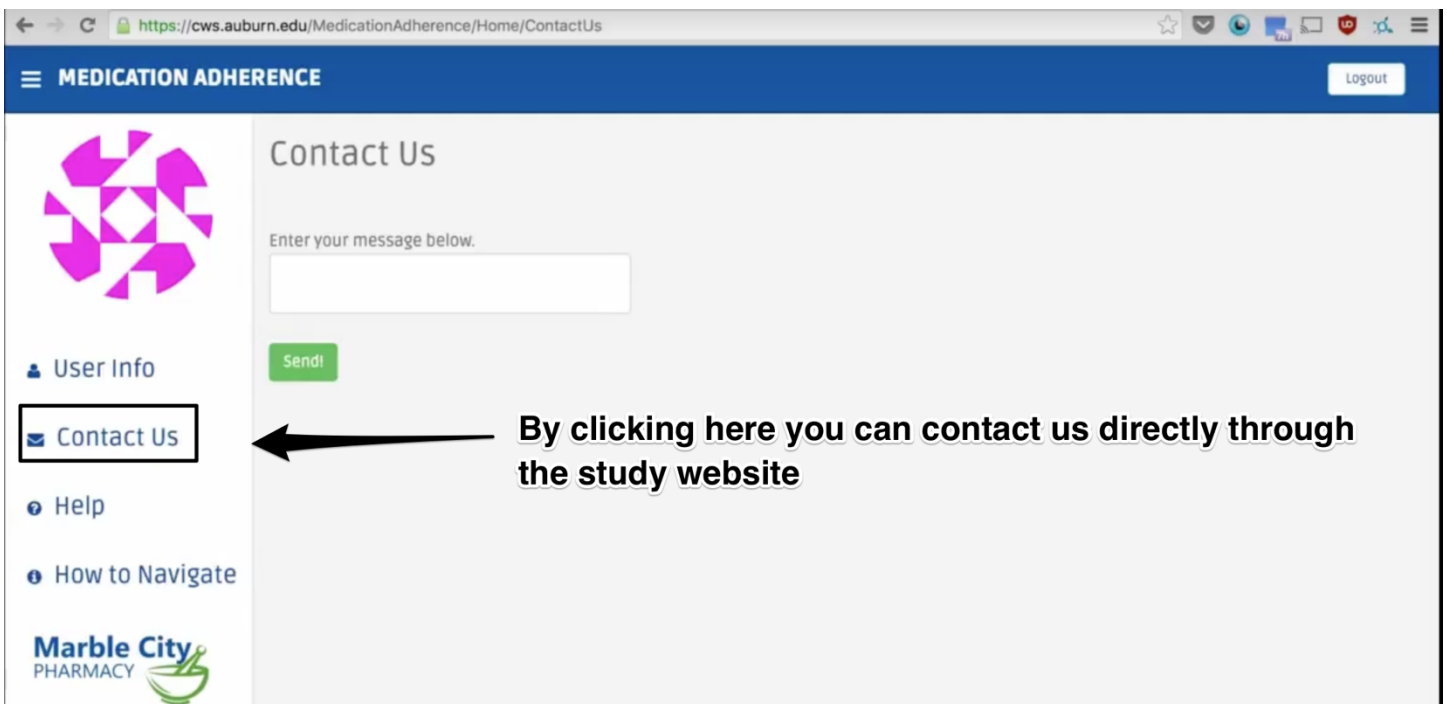 https://cws.auburn.edu/MedicationAdherence/Home/ContactUs
MEDICATION ADHERENCE
Logout
Contact Us
Enter your message below.
Send!
User Info
Contact Us
Help
How to Navigate
By clicking here you can contact us directly through
the study website
Marble City
PHARMACY